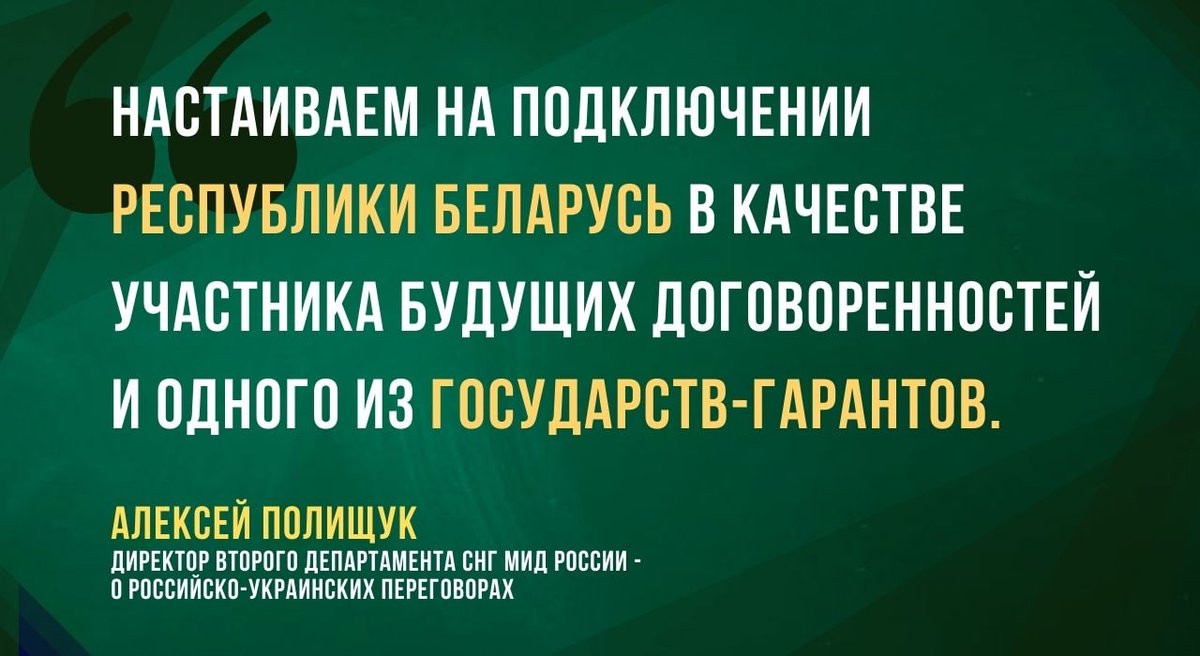 НАСТАИВАЕМ НА ПОДКЛЮЧЕНИИ
РЕСПУБЛИКИ БЕЛАРУСЬ В КАЧЕСТВЕ
УЧАСТНИКА БУДУЩИХ ДОГОВОРЕННОСТЕЙ
И ОДНОГО ИЗ ГОСУДАРСТВ-ГАРАНТОВ.
АЛЕКСЕЙ ПОЛИЩУК
ДИРЕКТОР ВТОРОГО ДЕПАРТАМЕНТА СНГ МИД РОССИИ -
О РОССИЙСКО-УКРАИНСКИХ ПЕРЕГОВОРАХ